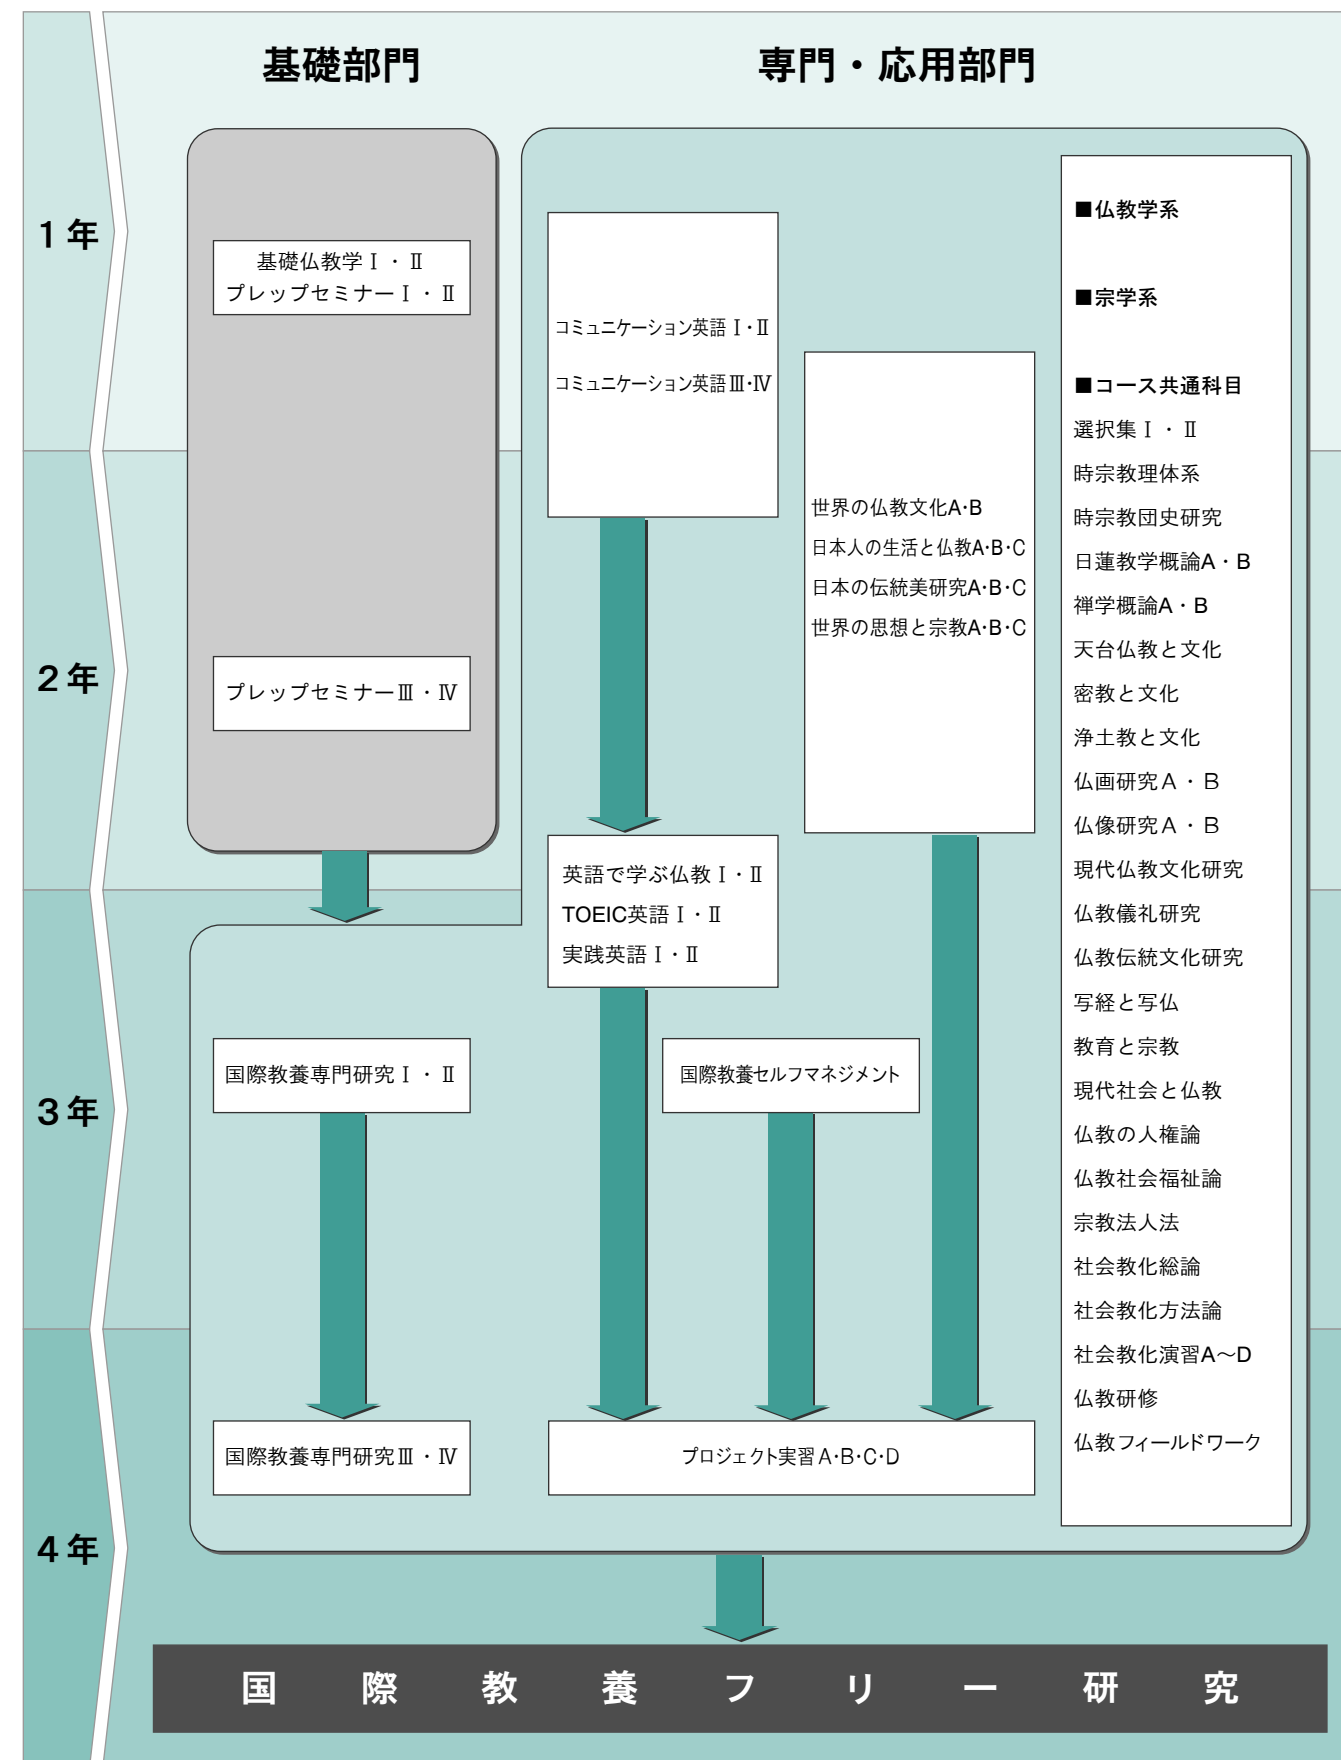 基礎部門
専門・応用部門
1年
2年
3年
4年
基礎仏教学Ⅰ・Ⅱ
プレップセミナーⅠ・Ⅱ
プレップセミナーⅢ・Ⅳ
国際教養専門研究Ⅰ・Ⅱ
国際教養専門研究Ⅲ・Ⅳ
コミュニケーション英語Ⅰ・Ⅱ
コミュニケーション英語Ⅲ・Ⅳ
英語で学ぶ仏教Ⅰ・Ⅱ
TOEIC英語Ⅰ・Ⅱ
実践英語Ⅰ・Ⅱ
世界の仏教文化A・B
日本人の生活と仏教A・B・C
日本の伝統美研究A・B・C
世界の思想と宗教A・B・C
国際教養セルフマネジメント
プロジェクト実習A・B・C・D
■仏教学系
■宗学系
■コース共通科目
選択集Ⅰ・Ⅱ
時宗教理体系
時宗教団史研究
日蓮教学概論A・B
禅学概論A・B
天台仏教と文化
密教と文化
浄土教と文化
仏画研究A・B
仏像研究A・B
現代仏教文化研究
仏教儀礼研究
仏教伝統文化研究
写経と写仏
教育と宗教
現代社会と仏教
仏教の人権論
仏教社会福祉論
宗教法人法
社会教化総論
社会教化方法論
社会教化演習A〜D
仏教研修
仏教フィールドワーク
国際教養フリー研究